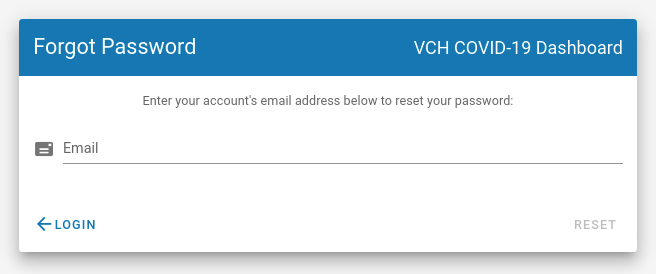 Forgot Password
VCH COVID-19 Dashboard
Enter your account's email address below to reset your password:
Email
LOGIN
RESET